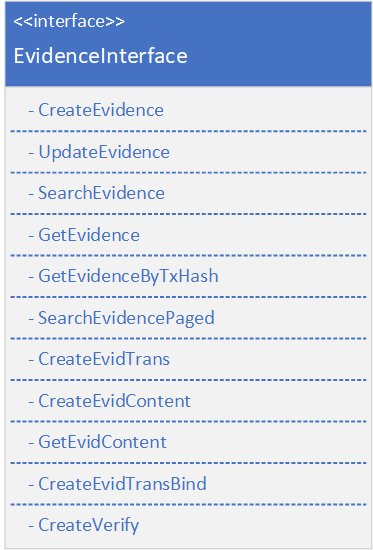 <<interface>>
EvidenceInterface
- CreateEvidence
- UpdateEvidence
- SearchEvidence
- GetEvidence
- GetEvidenceByTxHash
- SearchEvidencePaged
- CreateEvidTrans
- CreateEvidContent
- GetEvidContent
- CreateEvidTransBind
- CreateVerify